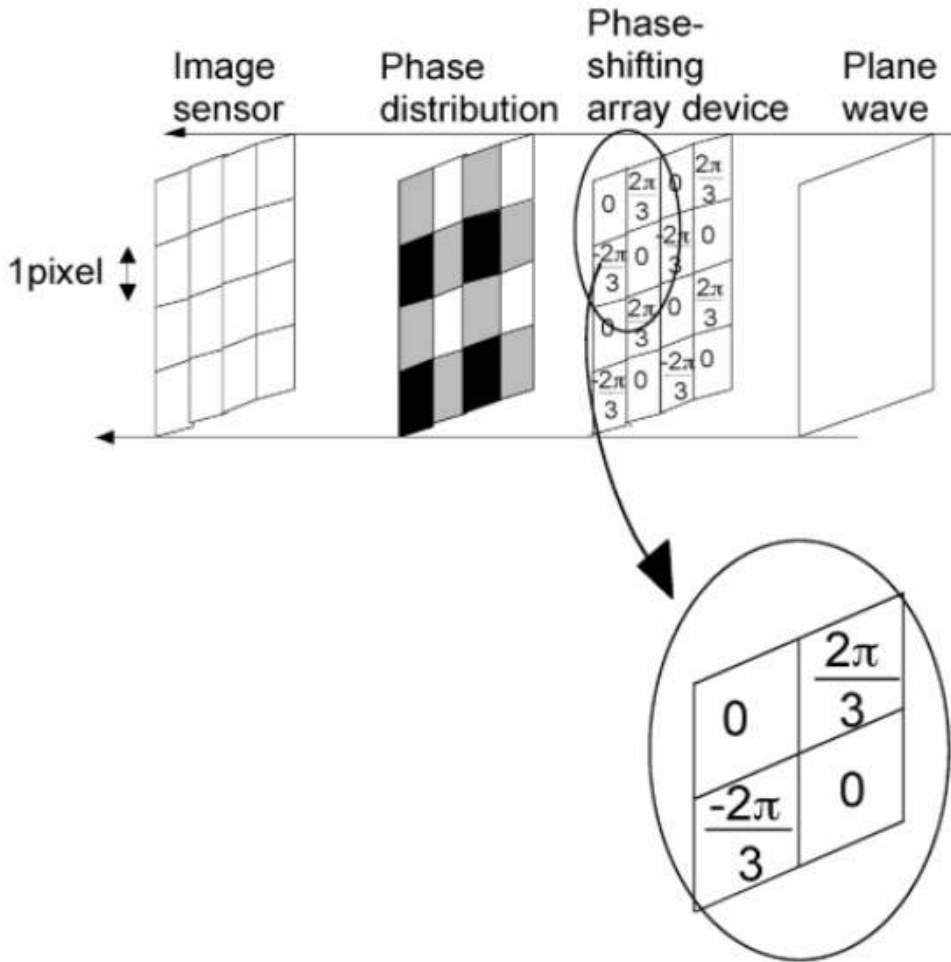 Image
sensor
Phase
distribution
Phase-
shifting
array device
Plane
wave
1pixel
0 2π/3 0 2π/3
-2π/3 0 -2π/3 0
0 2π/3 0 2π/3
-2π/3 0 -2π/3 0
0 2π/3
-2π/3 0